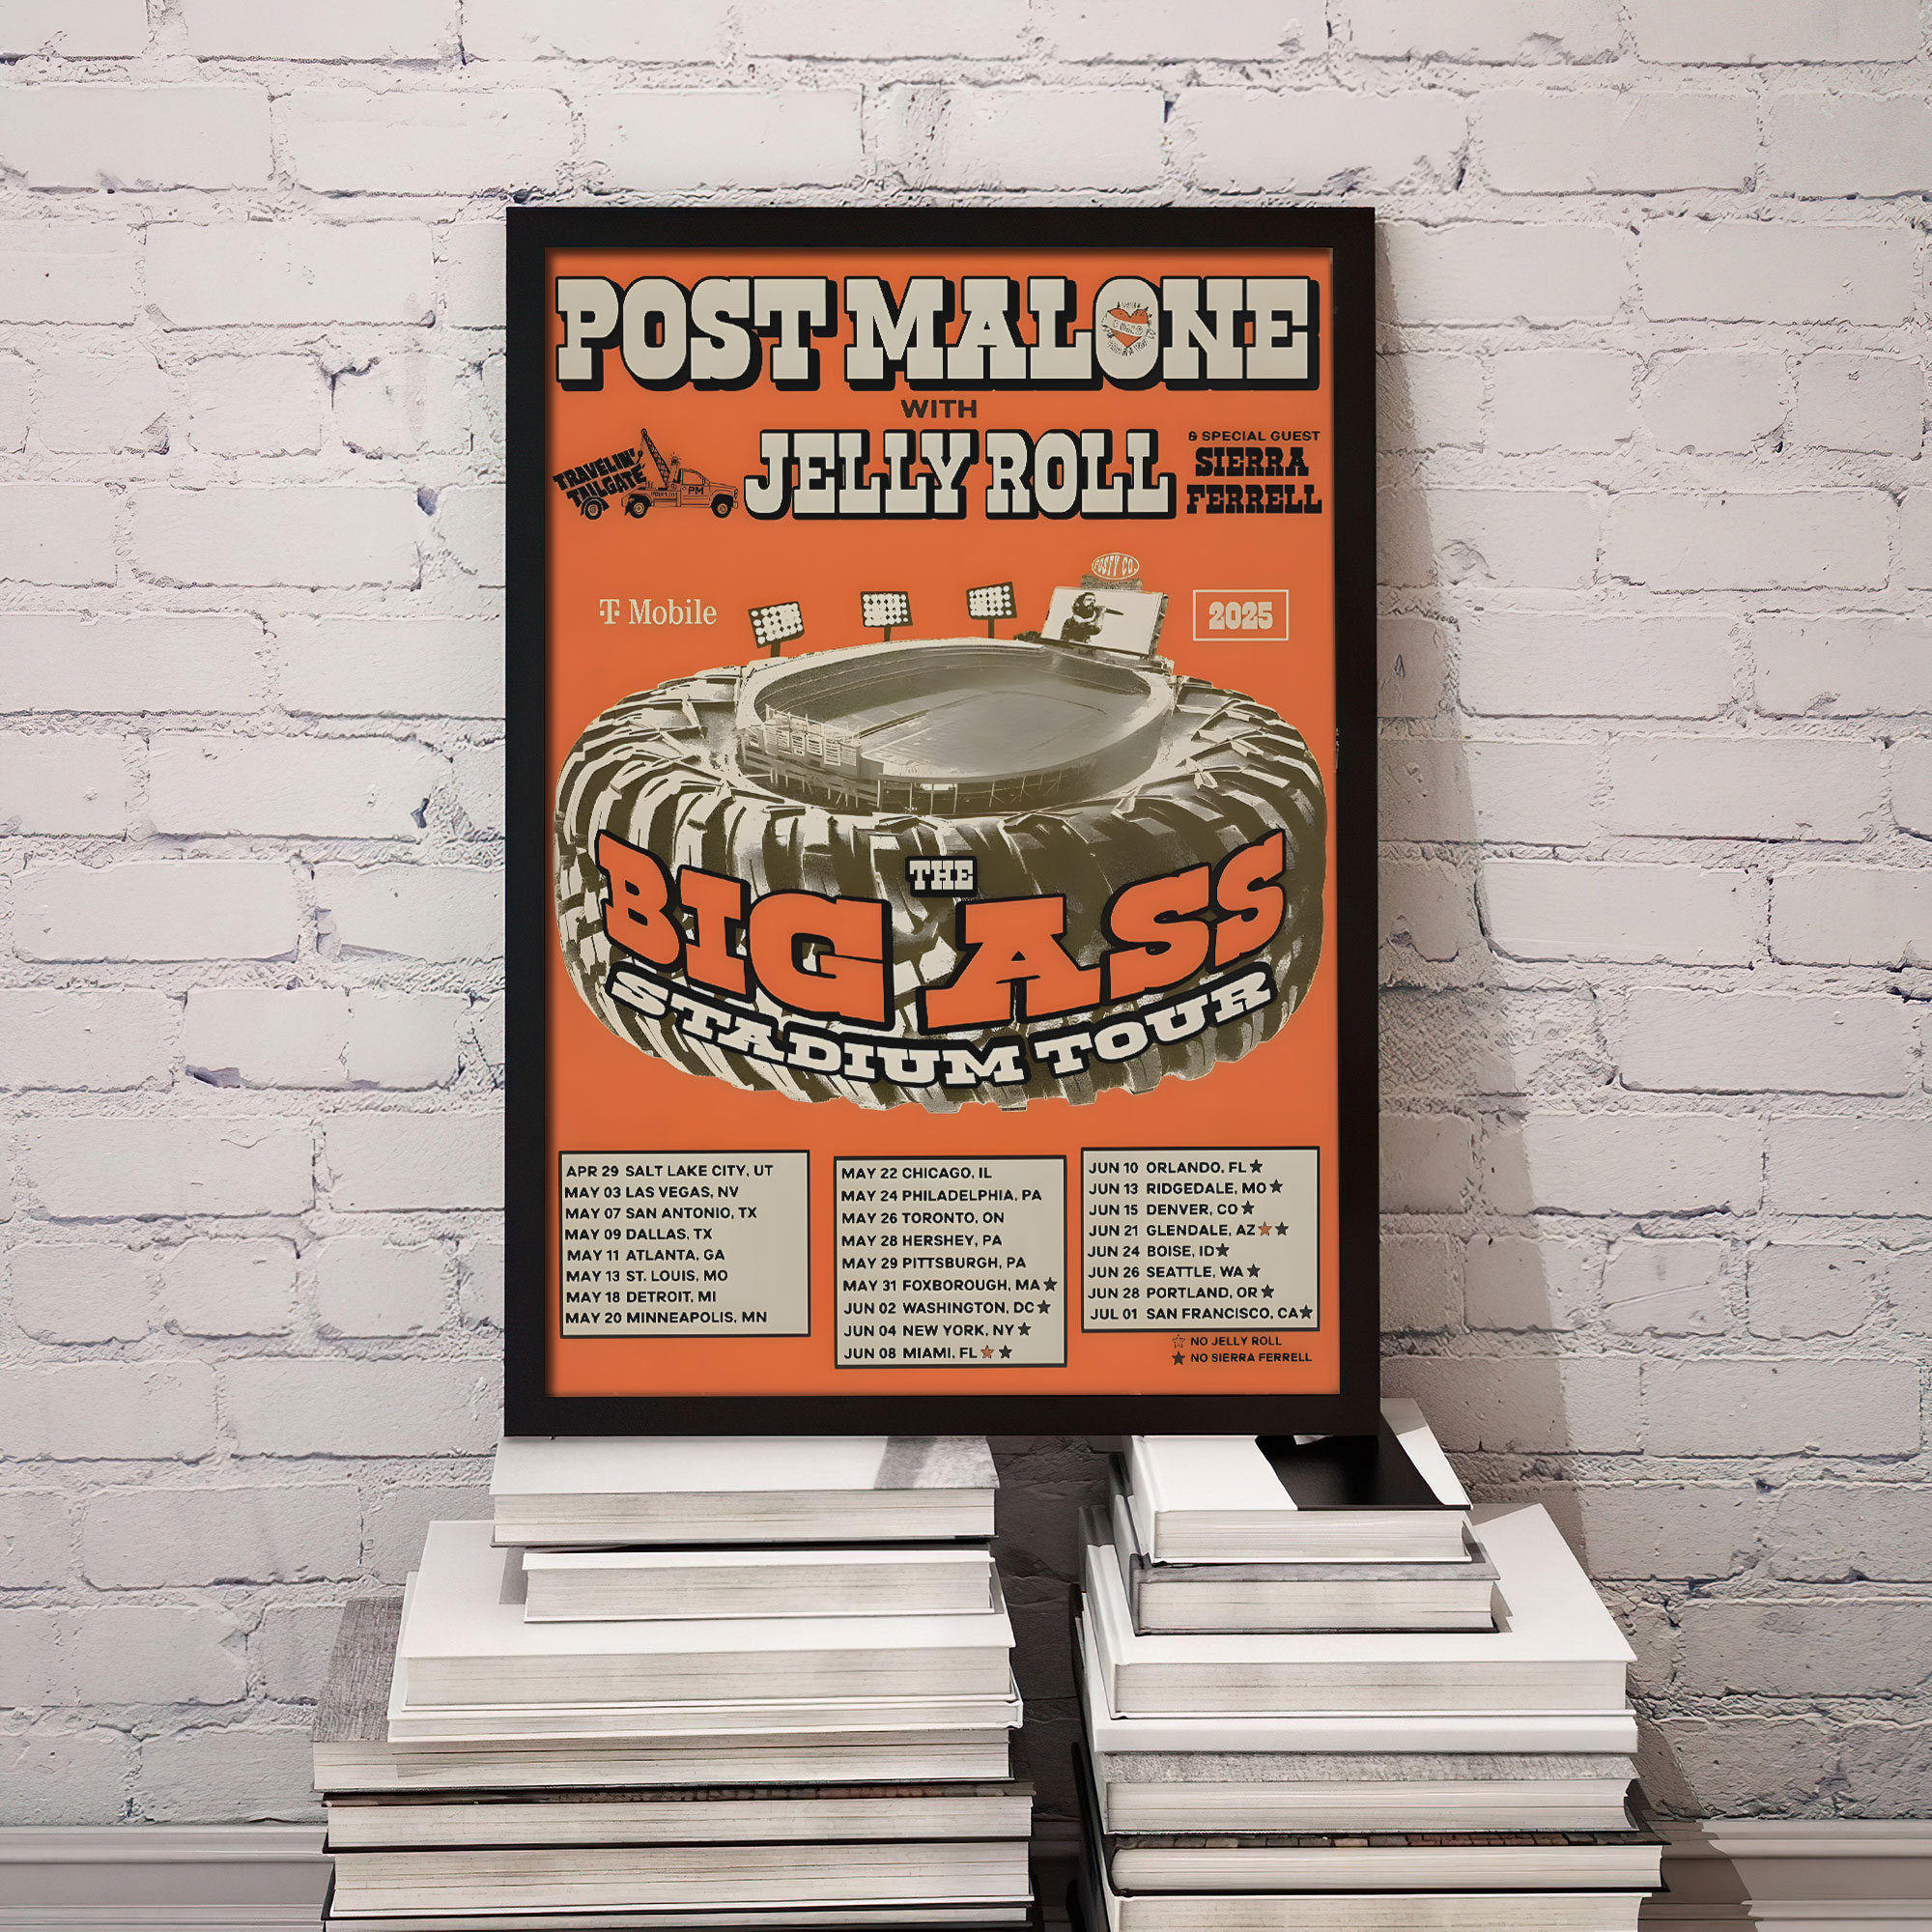 POST MALONE
WITH
TRAVELIN'
TAILGATE
PM
JELLY ROLL
& SPECIAL GUEST
SIERRA
FERRELL
POSTY CO.
T Mobile
2025
THE
BIG ASS
STADIUM TOUR
APR 29 SALT LAKE CITY, UT
MAY 03 LAS VEGAS, NV
MAY 07 SAN ANTONIO, TX
MAY 09 DALLAS, TX
MAY 11 ATLANTA, GA
MAY 13 ST. LOUIS, MO
MAY 18 DETROIT, MI
MAY 20 MINNEAPOLIS, MN
MAY 22 CHICAGO, IL
MAY 24 PHILADELPHIA, PA
MAY 26 TORONTO, ON
MAY 28 HERSHEY, PA
MAY 29 PITTSBURGH, PA
MAY 31 FOXBOROUGH, MA ★
JUN 02 WASHINGTON, DC ★
JUN 04 NEW YORK, NY ★
JUN 08 MIAMI, FL ★ ★
JUN 10 ORLANDO, FL ★
JUN 13 RIDGEDALE, MO ★
JUN 15 DENVER, CO ★
JUN 21 GLENDALE, AZ ★ ★
JUN 24 BOISE, ID ★
JUN 26 SEATTLE, WA ★
JUN 28 PORTLAND, OR ★
JUL 01 SAN FRANCISCO, CA ★
☆ NO JELLY ROLL
★ NO SIERRA FERRELL